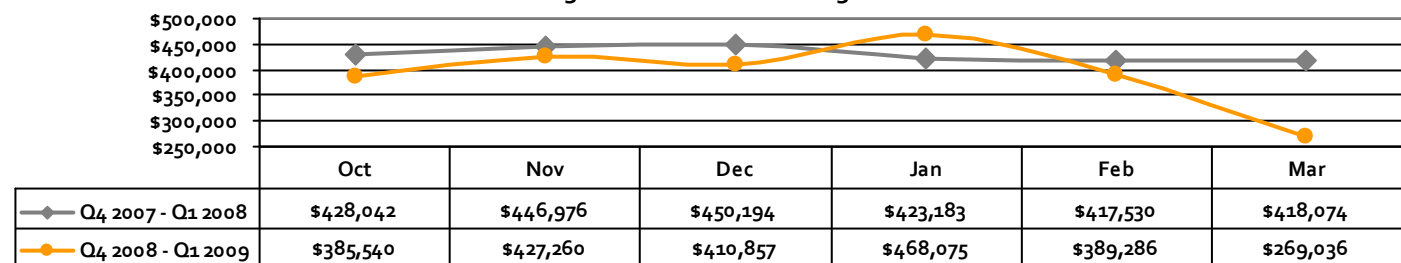 $500,000
$450,000
$400,000
$350,000
$300,000
$250,000
Oct Nov Dec Jan Feb Mar
Q4 2007 - Q1 2008 $428,042 $446,976 $450,194 $423,183 $417,530 $418,074
Q4 2008 - Q1 2009 $385,540 $427,260 $410,857 $468,075 $389,286 $269,036